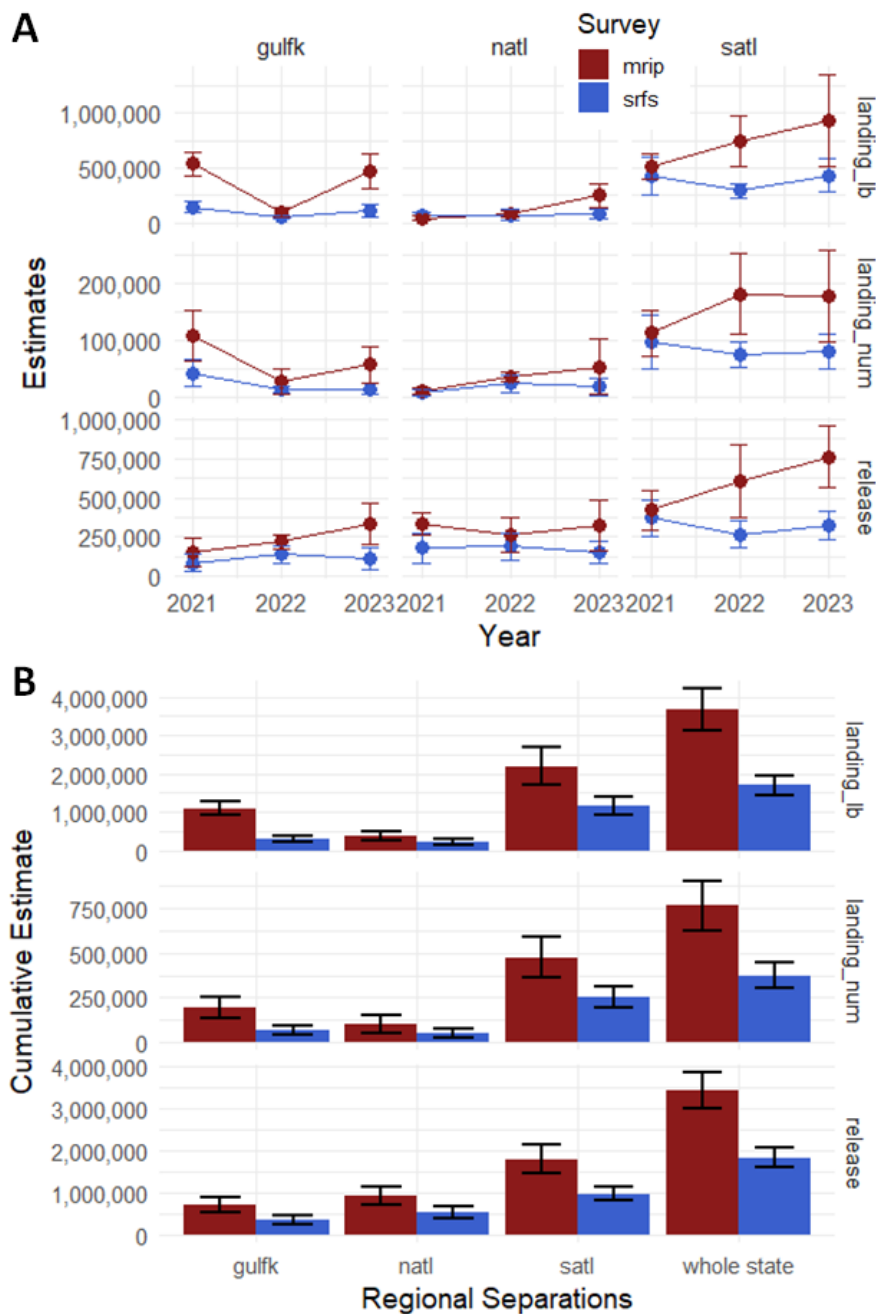 A
Survey
mrip
srfs
gulfk natl satl
1,000,000
500,000
0
landing_lb
200,000
100,000
0
landing_num
1,000,000
750,000
500,000
250,000
0
release
Estimates
2021 2022 2023 2021 2022 2023 2021 2022 2023
Year
B
4,000,000
3,000,000
2,000,000
1,000,000
0
landing_lb
750,000
500,000
250,000
0
landing_num
4,000,000
3,000,000
2,000,000
1,000,000
0
release
Cumulative Estimate
gulfk natl satl whole state
Regional Separations